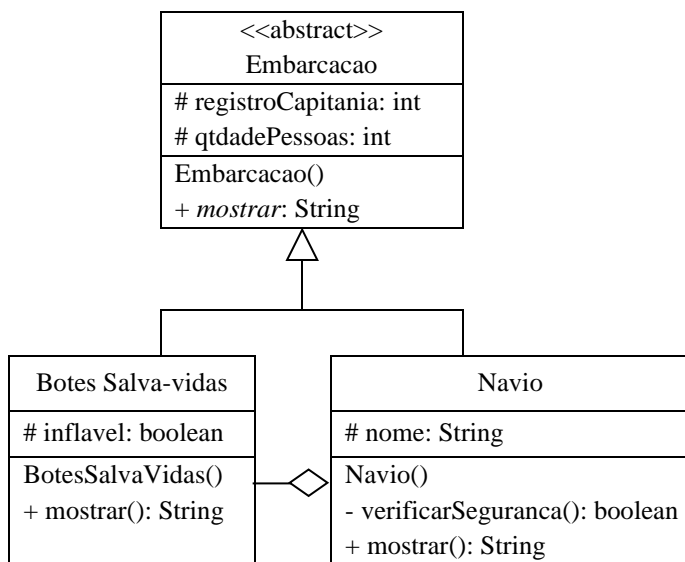 <<abstract>>
Embarcacao
# registroCapitania: int
# qtdadePessoas: int
Embarcacao()
+ mostrar: String
Botes Salva-vidas
# inflavel: boolean
BotesSalvaVidas()
+ mostrar(): String
Navio
# nome: String
Navio()
- verificarSeguranca(): boolean
+ mostrar(): String